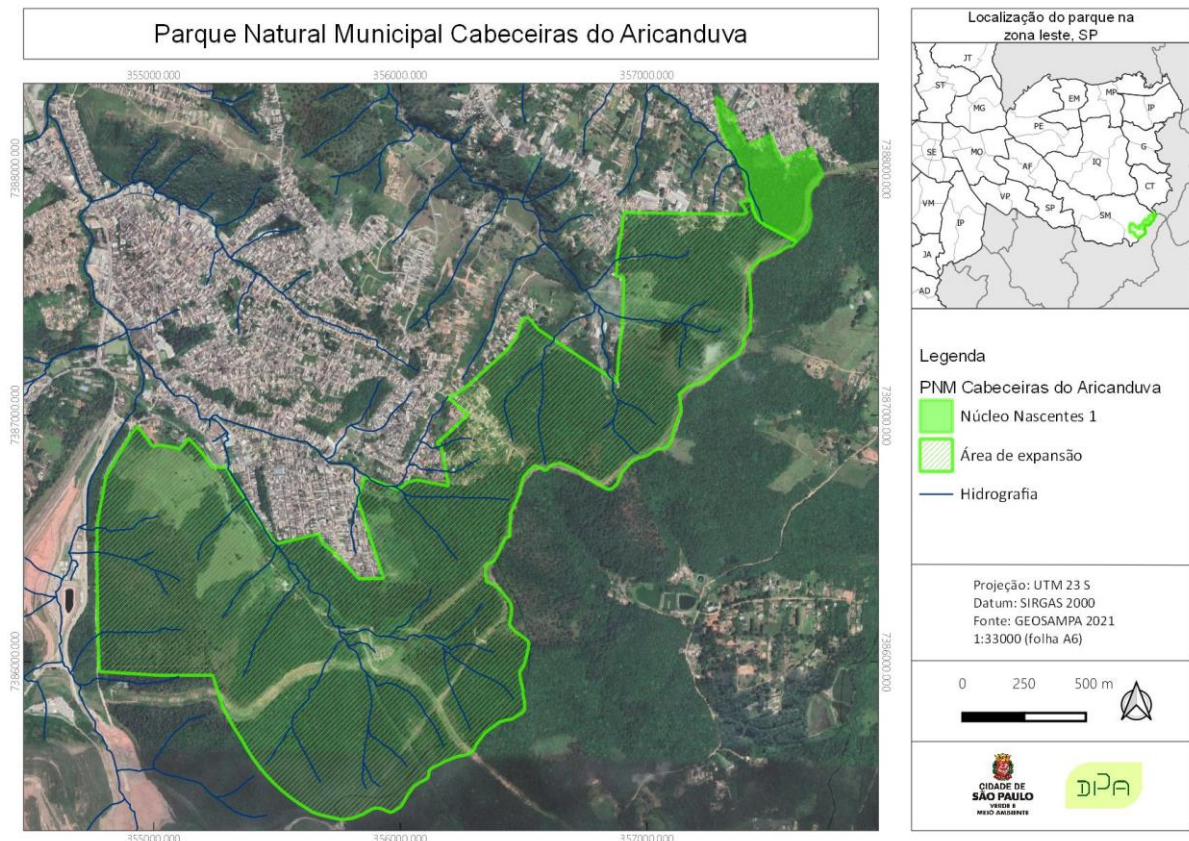 Parque Natural Municipal Cabeceiras do Aricanduva
355000.000 356000.000 357000.000
7388000.000 7388000.000
7387000.000 7387000.000
7386000.000 7386000.000
355000.000 356000.000 357000.000
Localização do parque na
zona leste, SP
JT
ST
MG
EM
MP
IP
PE
G
SE
MO
AF
IQ
CT
VM
IP
VP
SP
SM
JA
AD
Legenda
PNM Cabeceiras do Aricanduva
Núcleo Nascentes 1
Área de expansão
Hidrografia
Projeção: UTM 23 S
Datum: SIRGAS 2000
Fonte: GEOSAMPA 2021
1:33000 (folha A6)
0 250 500 m
CIDADE DE
SÃO PAULO
VERDE E
MEIO AMBIENTE
DIPA